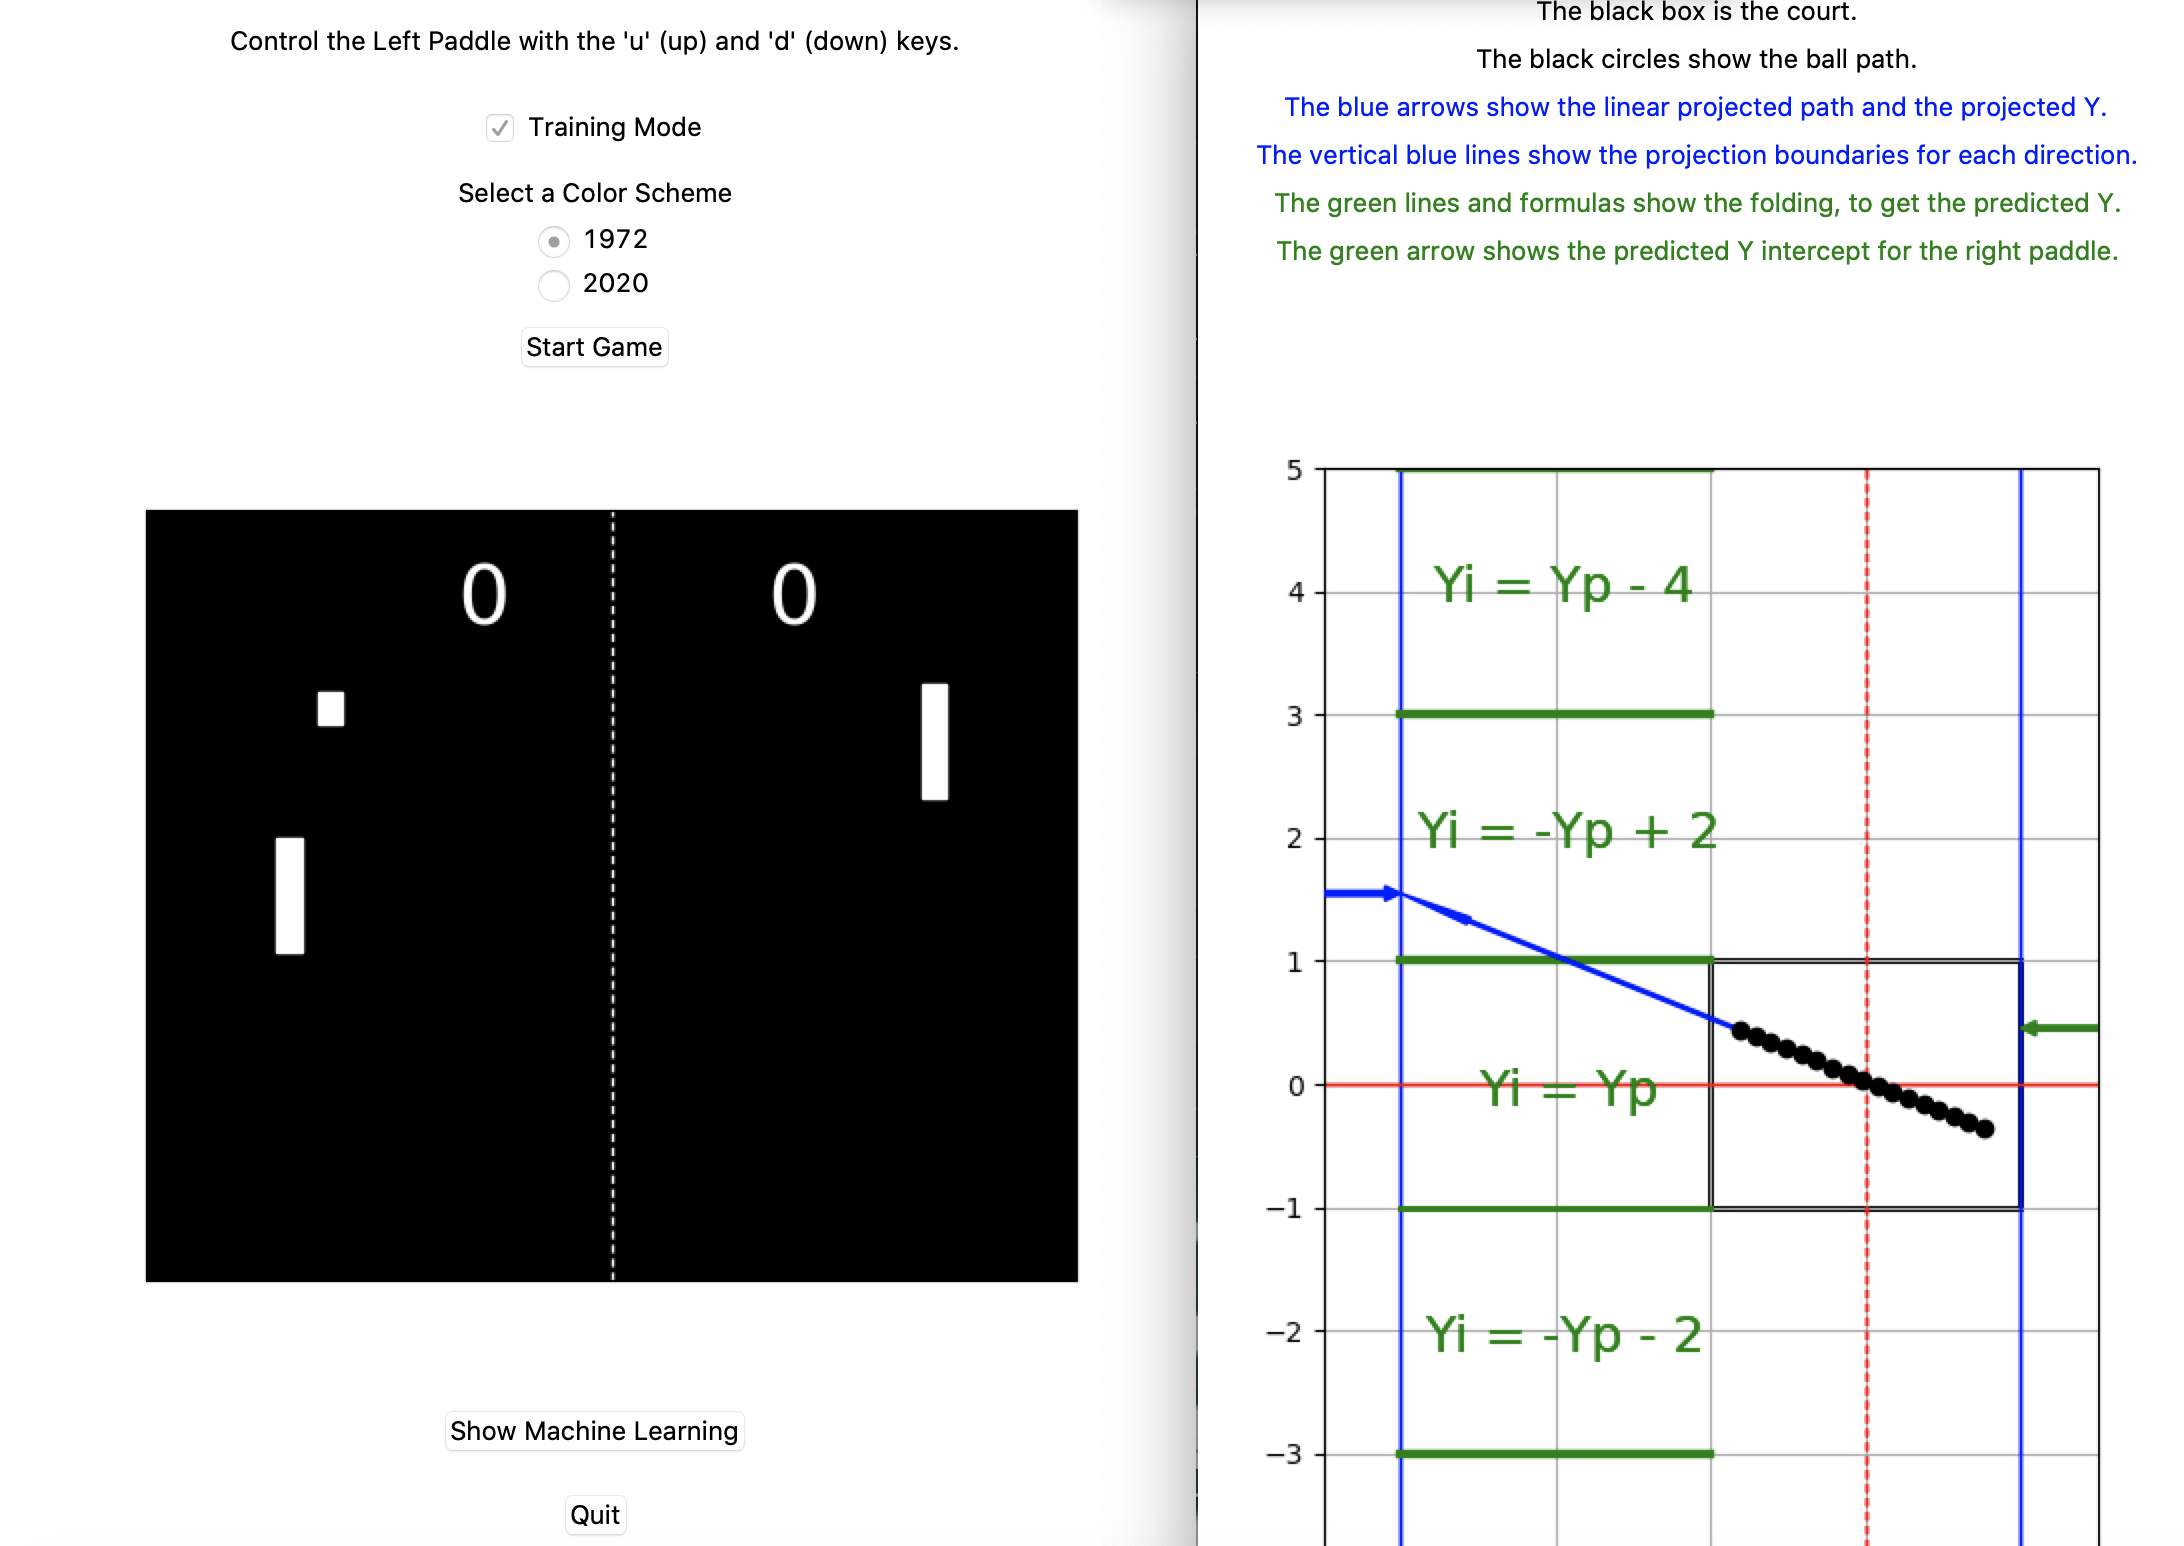 Control the Left Paddle with the 'u' (up) and 'd' (down) keys.
Training Mode
Select a Color Scheme
1972
2020
Start Game
0 0
Show Machine Learning
Quit
The black box is the court.
The black circles show the ball path.
The blue arrows show the linear projected path and the projected Y.
The vertical blue lines show the projection boundaries for each direction.
The green lines and formulas show the folding, to get the predicted Y.
The green arrow shows the predicted Y intercept for the right paddle.
5
Yi = Yp - 4
4
3
Yi = -Yp + 2
2
1
Yi = Yp
0
−1
Yi = -Yp - 2
−2
−3